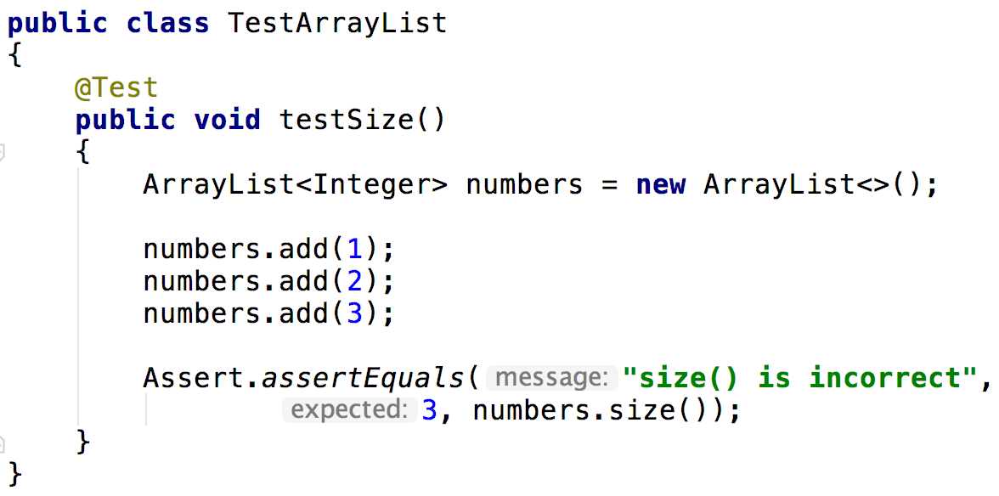 public class TestArrayList
{
    @Test
    public void testSize()
    {
        ArrayList<Integer> numbers = new ArrayList<>();

        numbers.add(1);
        numbers.add(2);
        numbers.add(3);

        Assert.assertEquals( message: "size() is incorrect",
                expected: 3, numbers.size());
    }
}